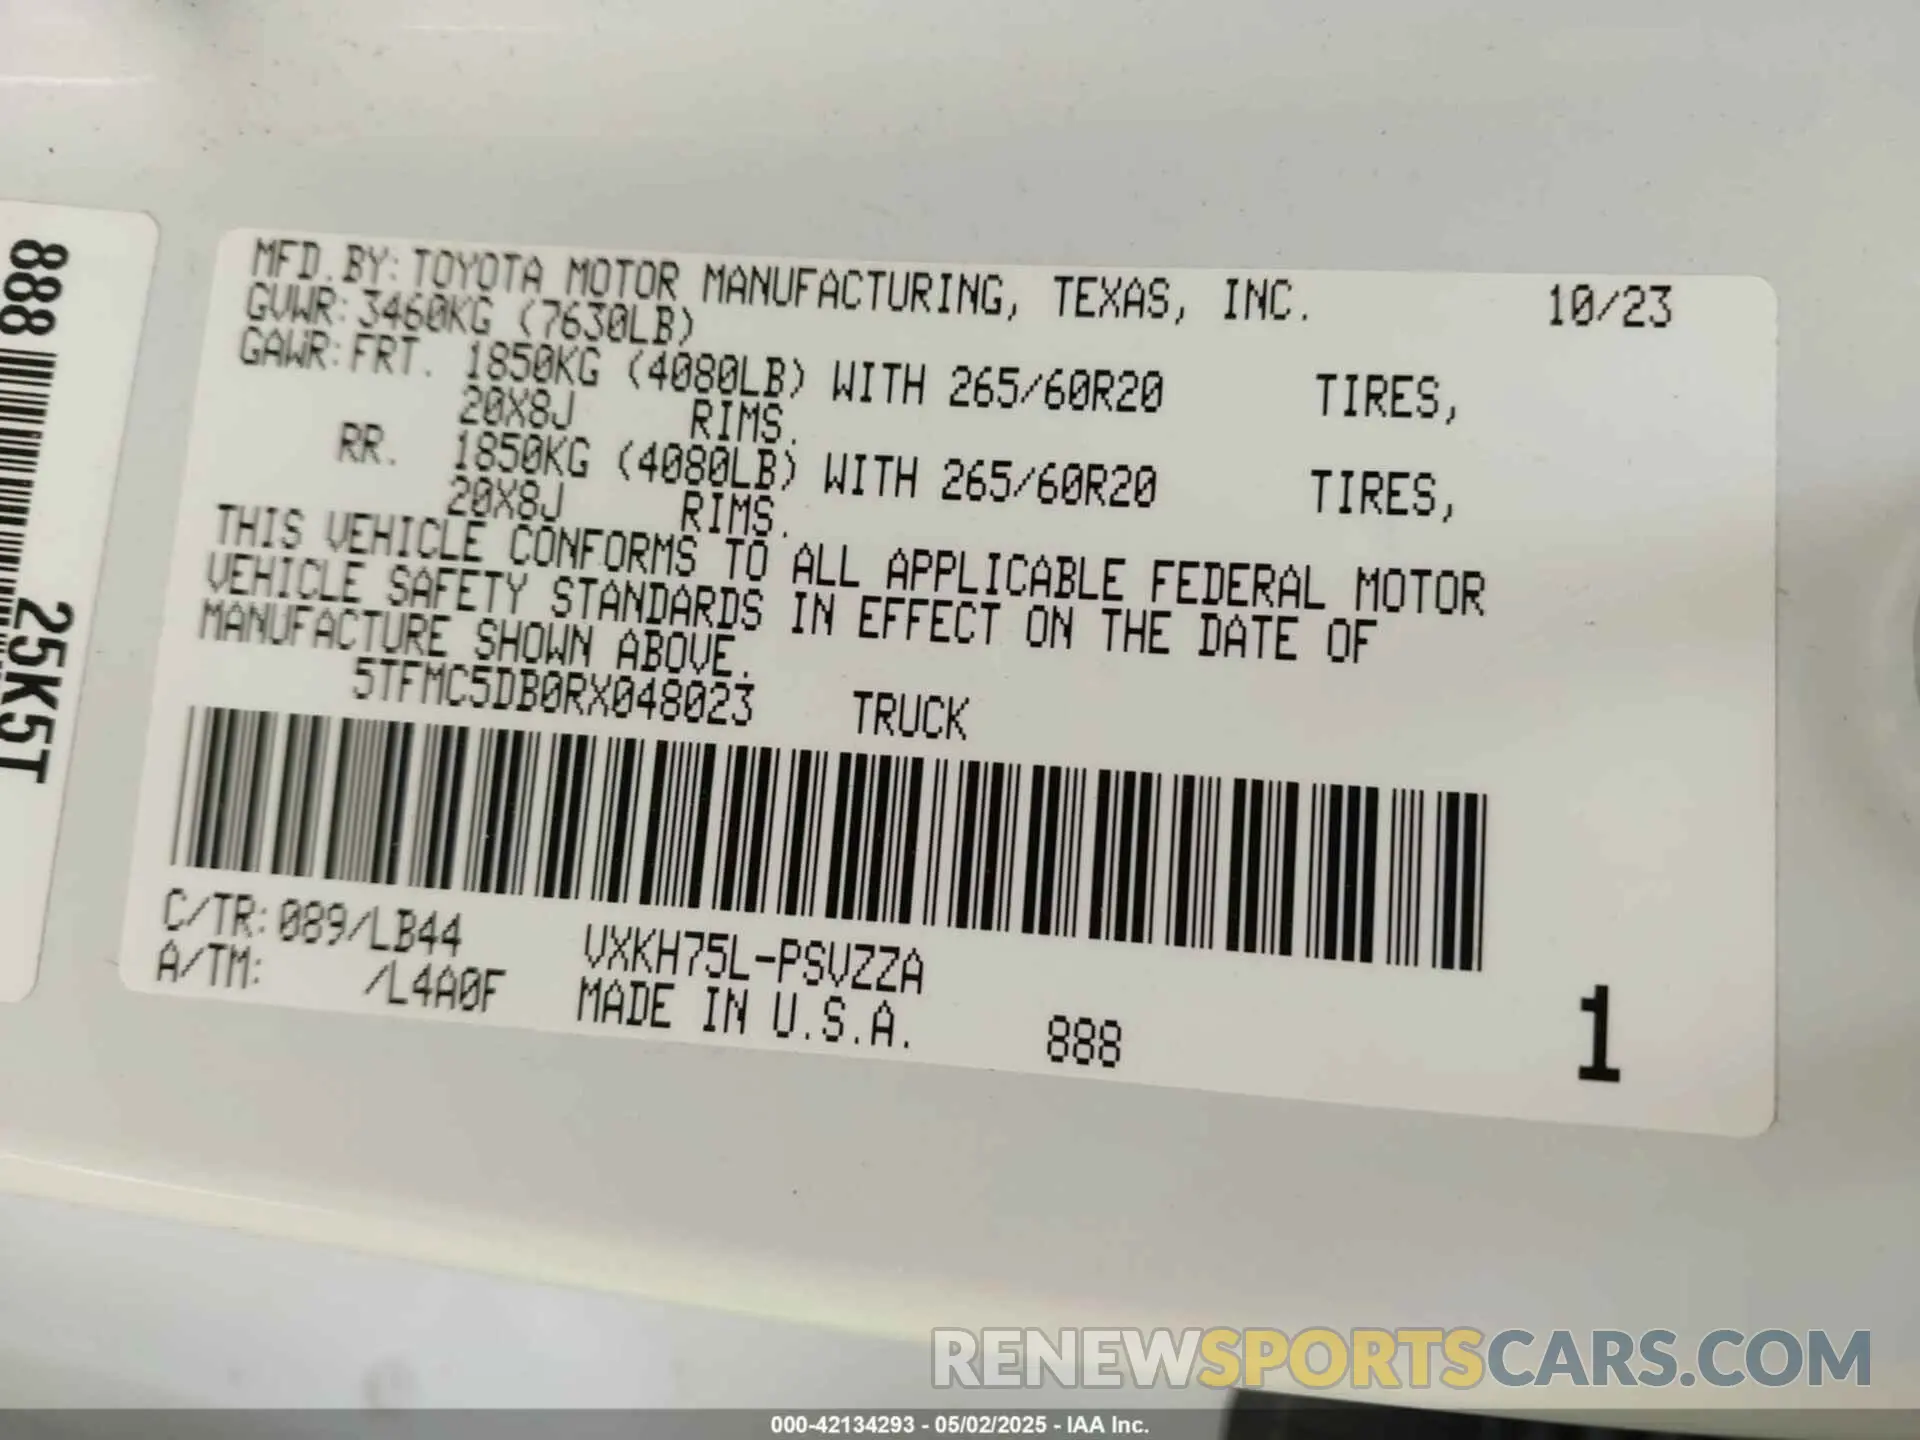 MFD. BY: TOYOTA MOTOR MANUFACTURING, TEXAS, INC. 10/23
GVWR: 3460KG (7630LB)
GAWR: FRT. 1850KG (4080LB) WITH 265/60R20 TIRES,
20X8J RIMS.
RR. 1850KG (4080LB) WITH 265/60R20 TIRES,
20X8J RIMS.
THIS VEHICLE CONFORMS TO ALL APPLICABLE FEDERAL MOTOR
VEHICLE SAFETY STANDARDS IN EFFECT ON THE DATE OF
MANUFACTURE SHOWN ABOVE.
5TFMC5DB0RX048023 TRUCK
C/TR: 089/LB44 VXKH75L-PSVZZA
A/TM: /L4A0F MADE IN U.S.A. 888
1
888
888
25K5T
RENEWSPORTSCARS.COM
000-42134293 - 05/02/2025 - IAA Inc.